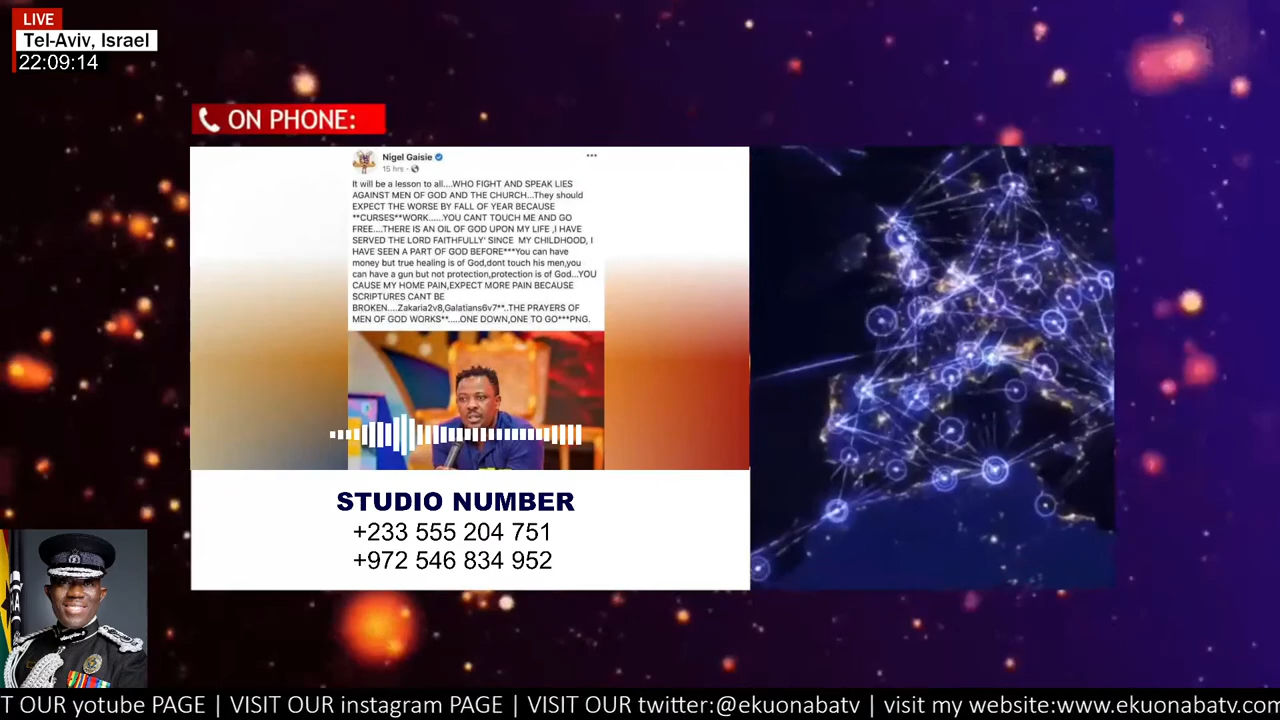 LIVE
Tel-Aviv, Israel
22:09:14
ON PHONE:
Nigel Gaisie
15 hrs
It will be a lesson to all....WHO FIGHT AND SPEAK LIES
AGAINST MEN OF GOD AND THE CHURCH...They should
EXPECT THE WORSE BY FALL OF YEAR BECAUSE
**CURSES**WORK......YOU CANT TOUCH ME AND GO
FREE....THERE IS AN OIL OF GOD UPON MY LIFE ,I HAVE
SERVED THE LORD FAITHFULLY' SINCE MY CHILDHOOD, I
HAVE SEEN A PART OF GOD BEFORE***You can have
money but true healing is of God,dont touch his men,you
can have a gun but not protection,protection is of God...YOU
CAUSE MY HOME PAIN,EXPECT MORE PAIN BECAUSE
SCRIPTURES CANT BE
BROKEN....Zakaria2v8,Galatians6v7**..THE PRAYERS OF
MEN OF GOD WORKS**.....ONE DOWN,ONE TO GO***PNG.
STUDIO NUMBER
+233 555 204 751
+972 546 834 952
T OUR yotube PAGE | VISIT OUR instagram PAGE | VISIT OUR twitter:@ekuonabatv | visit my website:www.ekuonabatv.con